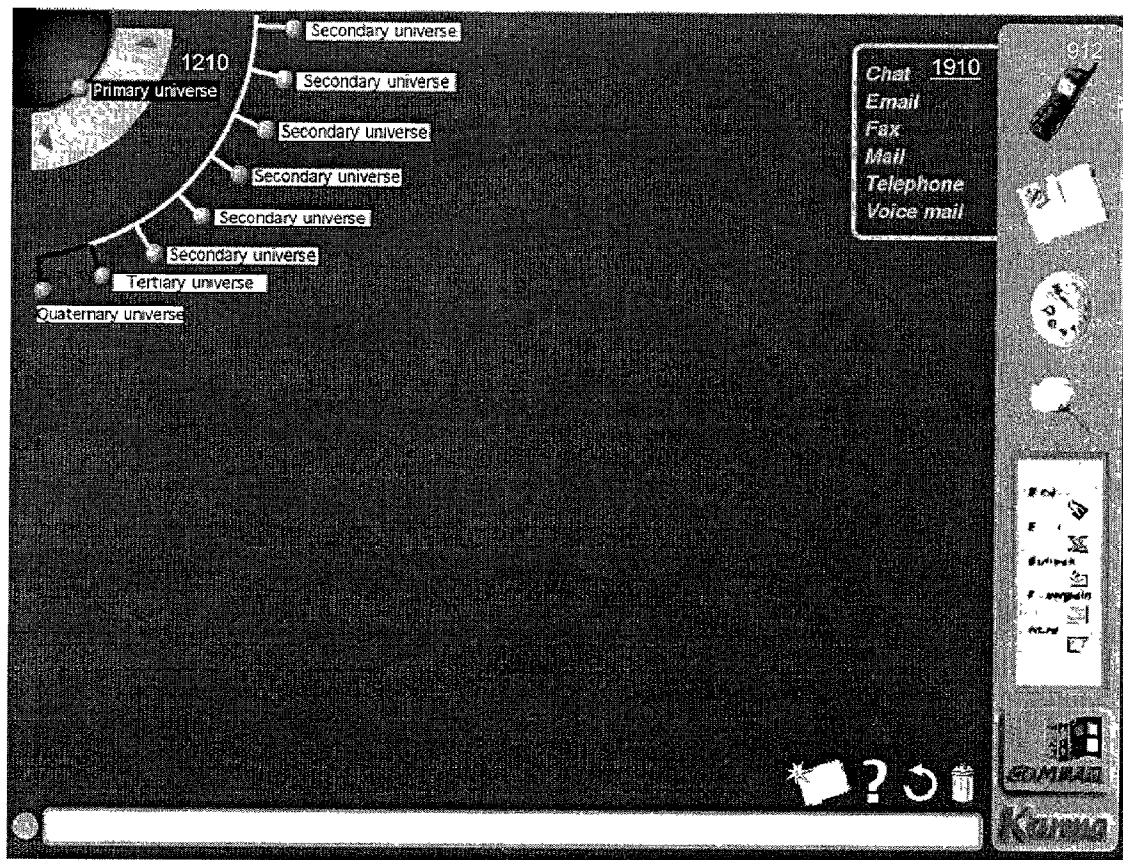 Secondary universe
1210
Secondary universe
Primary universe
Secondary universe
Secondary universe
Secondary universe
Secondary universe
Tertiary universe
Quaternary universe
912
Chat 1910
Email
Fax
Mail
Telephone
Voice mail
?
COMPAQ
Karma